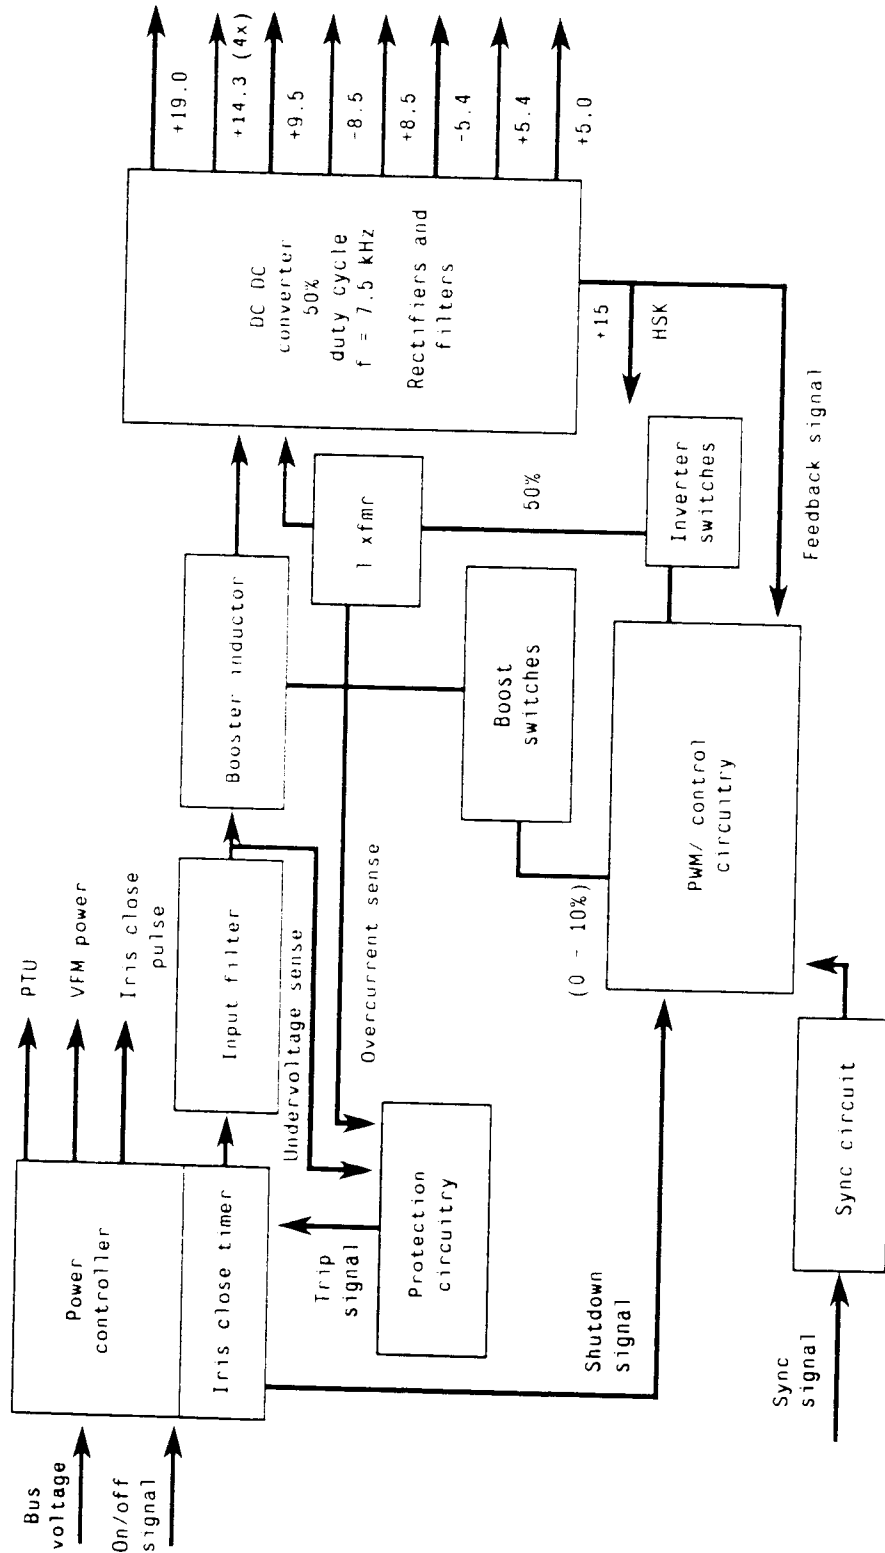 Bus
voltage
On/off
signal
Power
controller
Iris close timer
PTU
VFM power
Iris close
pulse
Input filter
Undervoltage sense
Overcurrent sense
Trip
signal
Protection
circuitry
Shutdown
signal
Booster inductor
Boost
switches
(0 - 10%)
PWM/ control
circuitry
Sync
signal
Sync circuit
1 xfmr
50%
Inverter
switches
Feedback signal
+15
HSK
DC DC
converter
50%
duty cycle
f = 7.5 kHz
Rectifiers and
filters
+19.0
+14.3 (4x)
+9.5
-8.5
+8.5
-5.4
+5.4
+5.0